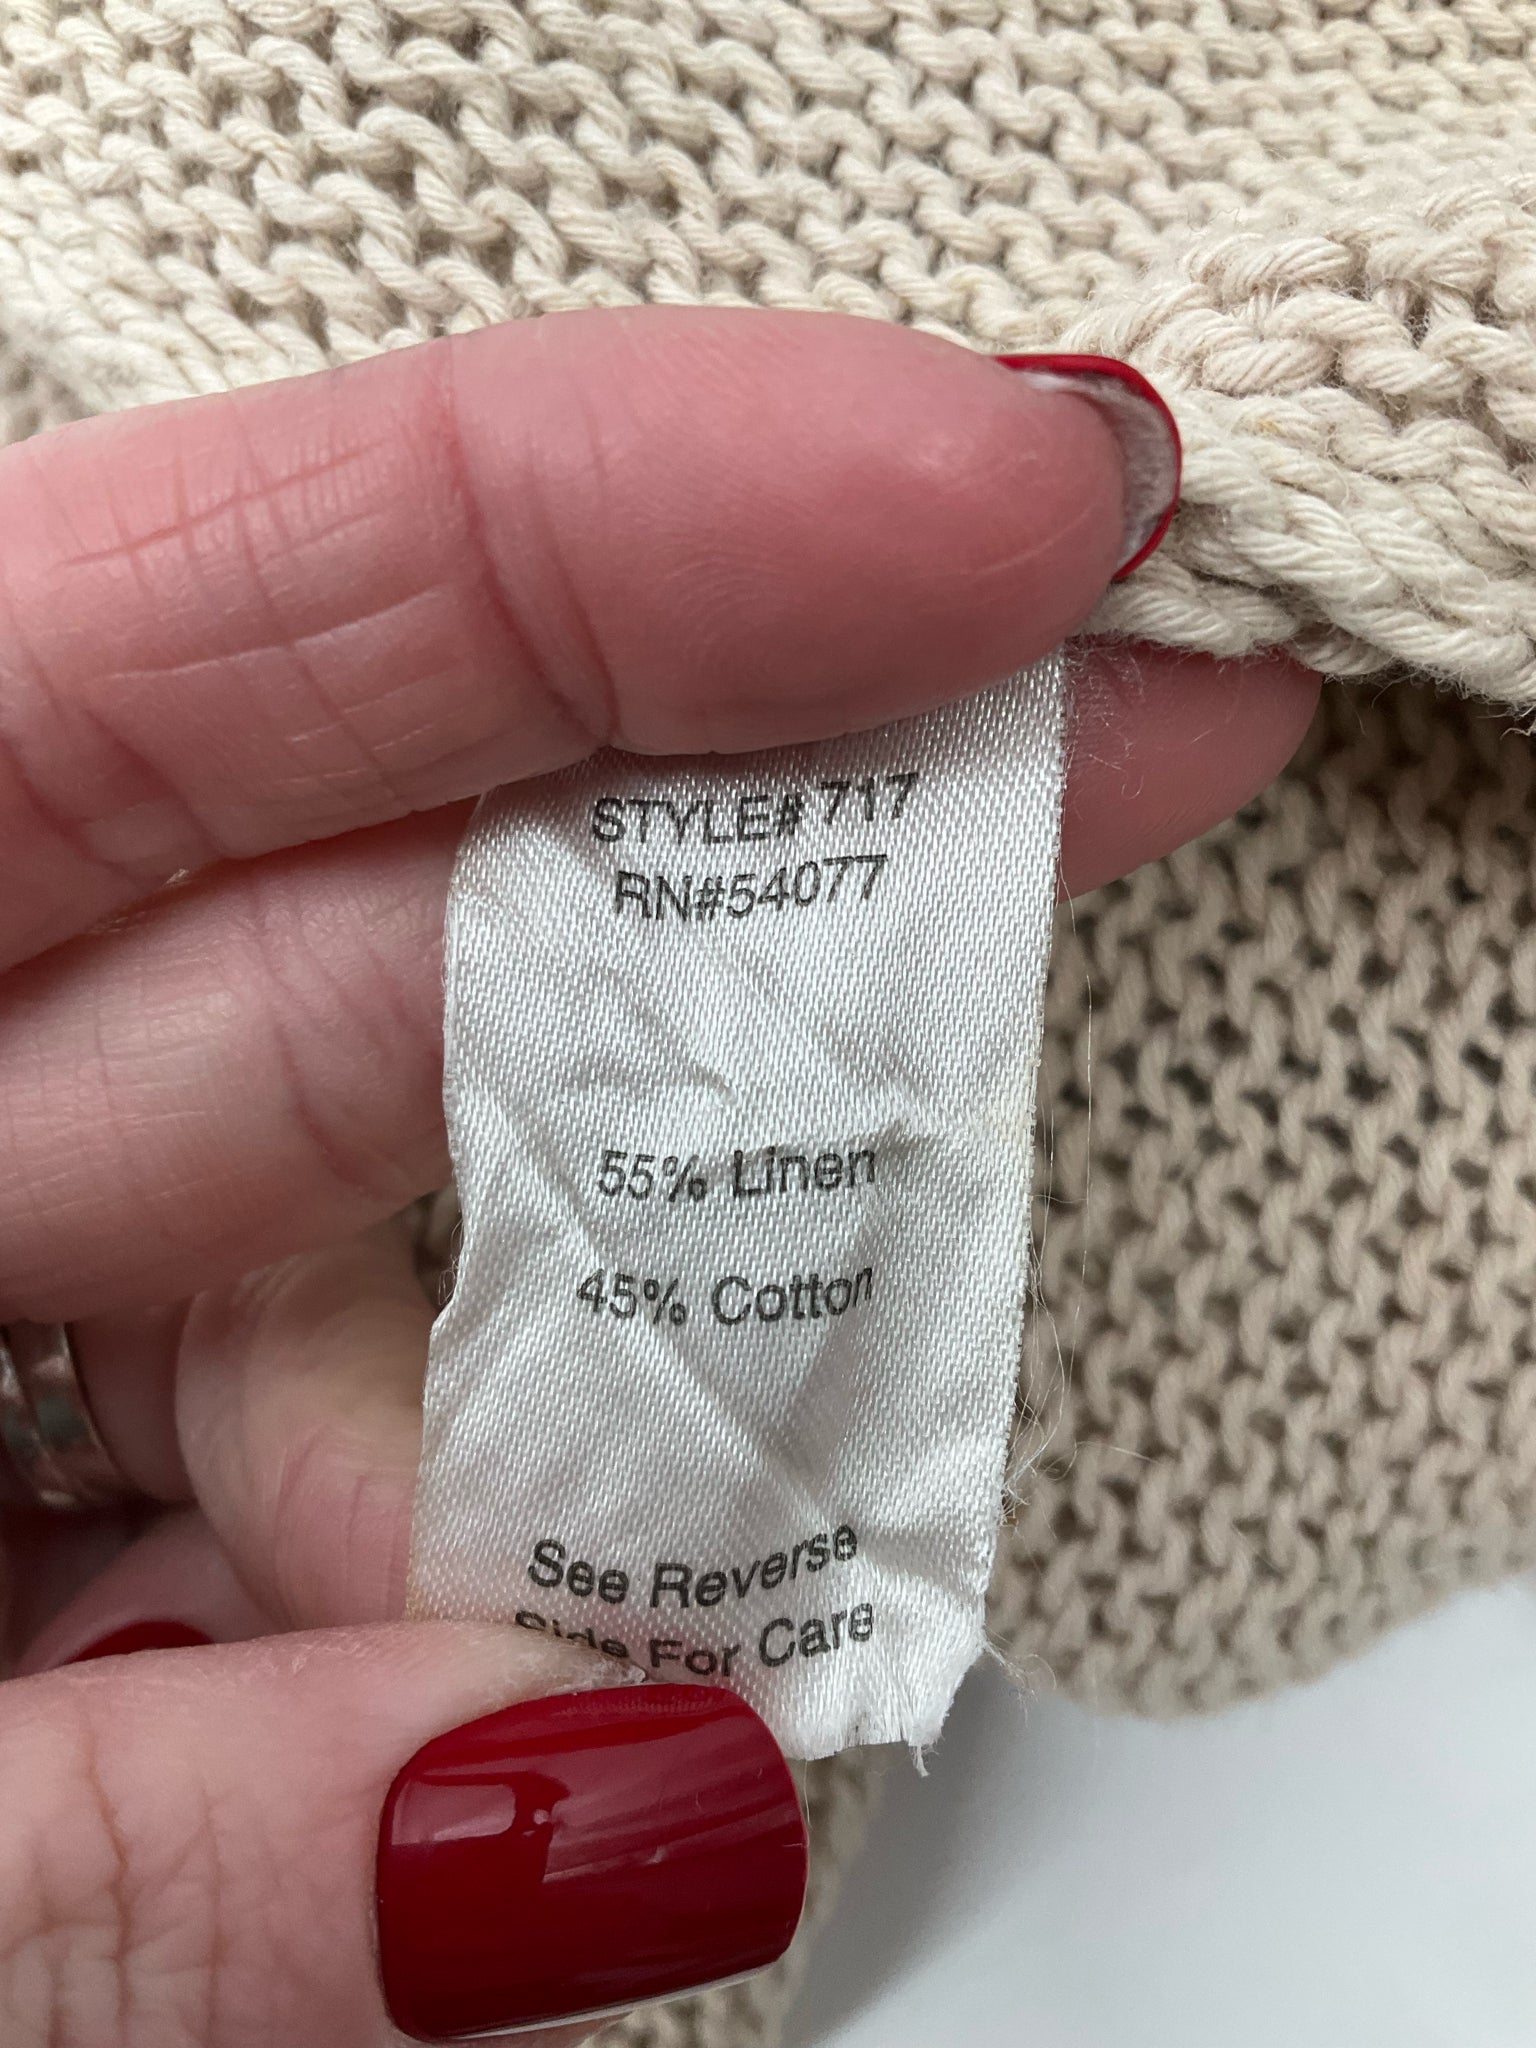 STYLE# 717
RN#54077
55% Linen
45% Cotton
See Reverse
Side For Care